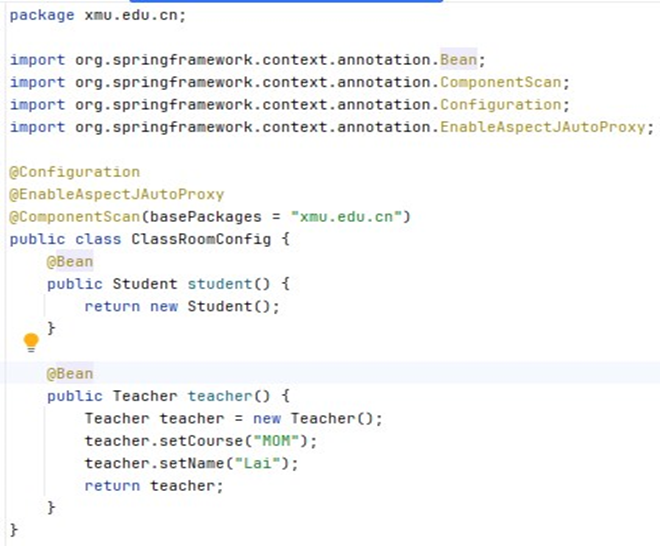 package xmu.edu.cn;
import org.springframework.context.annotation.Bean;
import org.springframework.context.annotation.ComponentScan;
import org.springframework.context.annotation.Configuration;
import org.springframework.context.annotation.EnableAspectJAutoProxy;
@Configuration
@EnableAspectJAutoProxy
@ComponentScan(basePackages = "xmu.edu.cn")
public class ClassRoomConfig {
@Bean
public Student student() {
return new Student();
}
@Bean
public Teacher teacher() {
Teacher teacher = new Teacher();
teacher.setCourse("MOM");
teacher.setName("Lai");
return teacher;
}
}